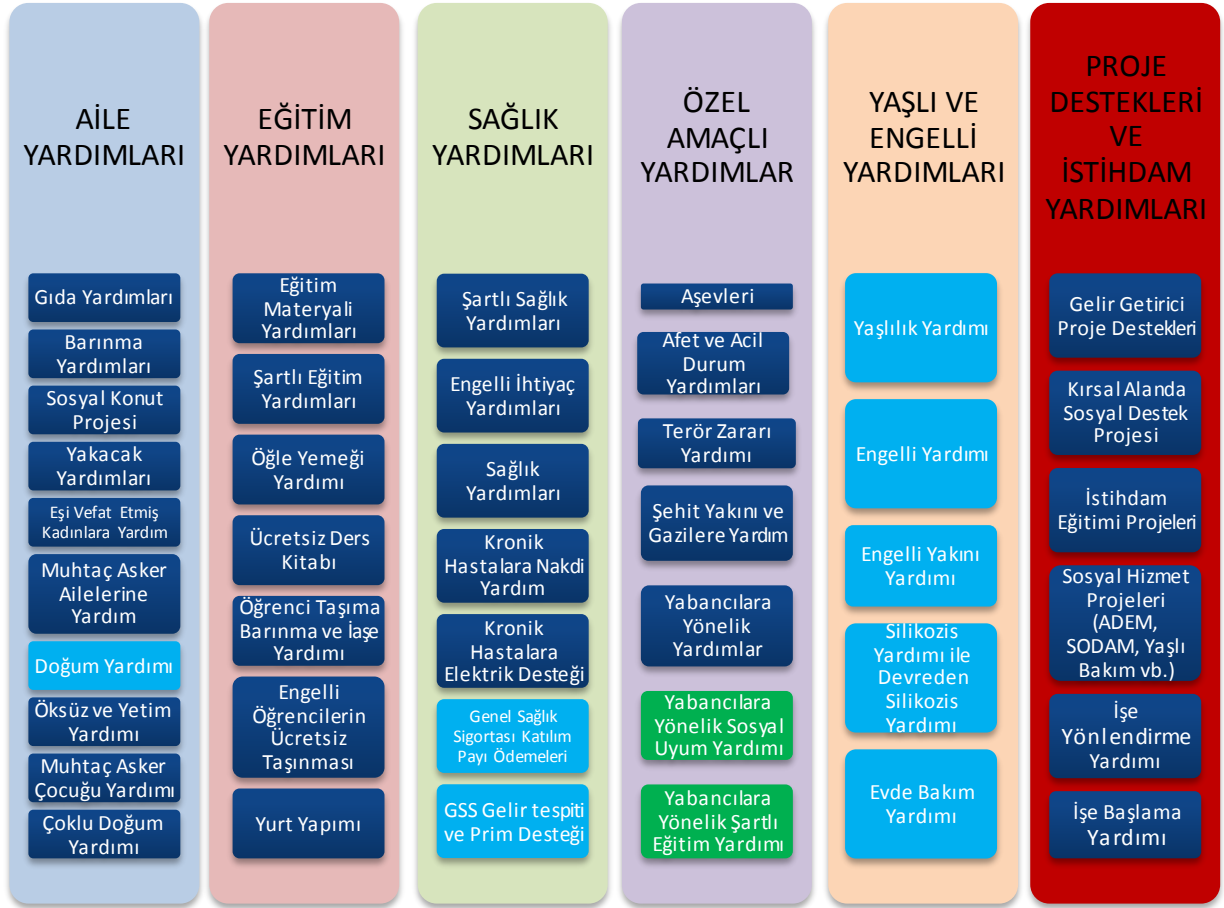 AİLE
YARDIMLARI
Gıda Yardımları
Barınma
Yardımları
Sosyal Konut
Projesi
Yakacak
Yardımları
Eşi Vefat Etmiş
Kadınlara Yardım
Muhtaç Asker
Ailelerine
Yardım
Doğum Yardımı
Öksüz ve Yetim
Yardımı
Muhtaç Asker
Çocuğu Yardımı
Çoklu Doğum
Yardımı
EĞİTİM
YARDIMLARI
Eğitim
Materyali
Yardımları
Şartlı Eğitim
Yardımları
Öğle Yemeği
Yardımı
Ücretsiz Ders
Kitabı
Öğrenci Taşıma
Barınma ve İaşe
Yardımı
Engelli
Öğrencilerin
Ücretsiz
Taşınması
Yurt Yapımı
SAĞLIK
YARDIMLARI
Şartlı Sağlık
Yardımları
Engelli İhtiyaç
Yardımları
Sağlık
Yardımları
Kronik
Hastalara Nakdi
Yardım
Kronik
Hastalara
Elektrik Desteği
Genel Sağlık
Sigortası Katılım
Payı Ödemeleri
GSS Gelir tespiti
ve Prim Desteği
ÖZEL
AMAÇLI
YARDIMLAR
Aşevleri
Afet ve Acil
Durum
Yardımları
Terör Zararı
Yardımı
Şehit Yakını ve
Gazilere Yardım
Yabancılara
Yönelik
Yardımlar
Yabancılara
Yönelik Sosyal
Uyum Yardımı
Yabancılara
Yönelik Şartlı
Eğitim Yardımı
YAŞLI VE
ENGELLİ
YARDIMLARI
Yaşlılık Yardımı
Engelli Yardımı
Engelli Yakını
Yardımı
Silikozis
Yardımı ile
Devreden
Silikozis
Yardımı
Evde Bakım
Yardımı
PROJE
DESTEKLERİ
VE
İSTİHDAM
YARDIMLARI
Gelir Getirici
Proje Destekleri
Kırsal Alanda
Sosyal Destek
Projesi
İstihdam
Eğitimi Projeleri
Sosyal Hizmet
Projeleri
(ADEM,
SODAM, Yaşlı
Bakım vb.)
İşe
Yönlendirme
Yardımı
İşe Başlama
Yardımı